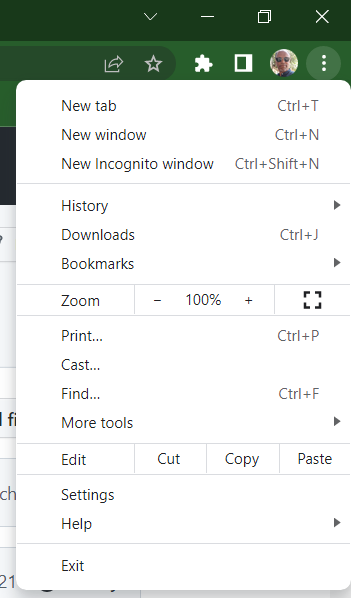 New tab Ctrl+T
New window Ctrl+N
New Incognito window Ctrl+Shift+N
History
Downloads Ctrl+J
Bookmarks
Zoom − 100% +
Print... Ctrl+P
Cast...
Find... Ctrl+F
More tools
Edit Cut Copy Paste
Settings
Help
Exit